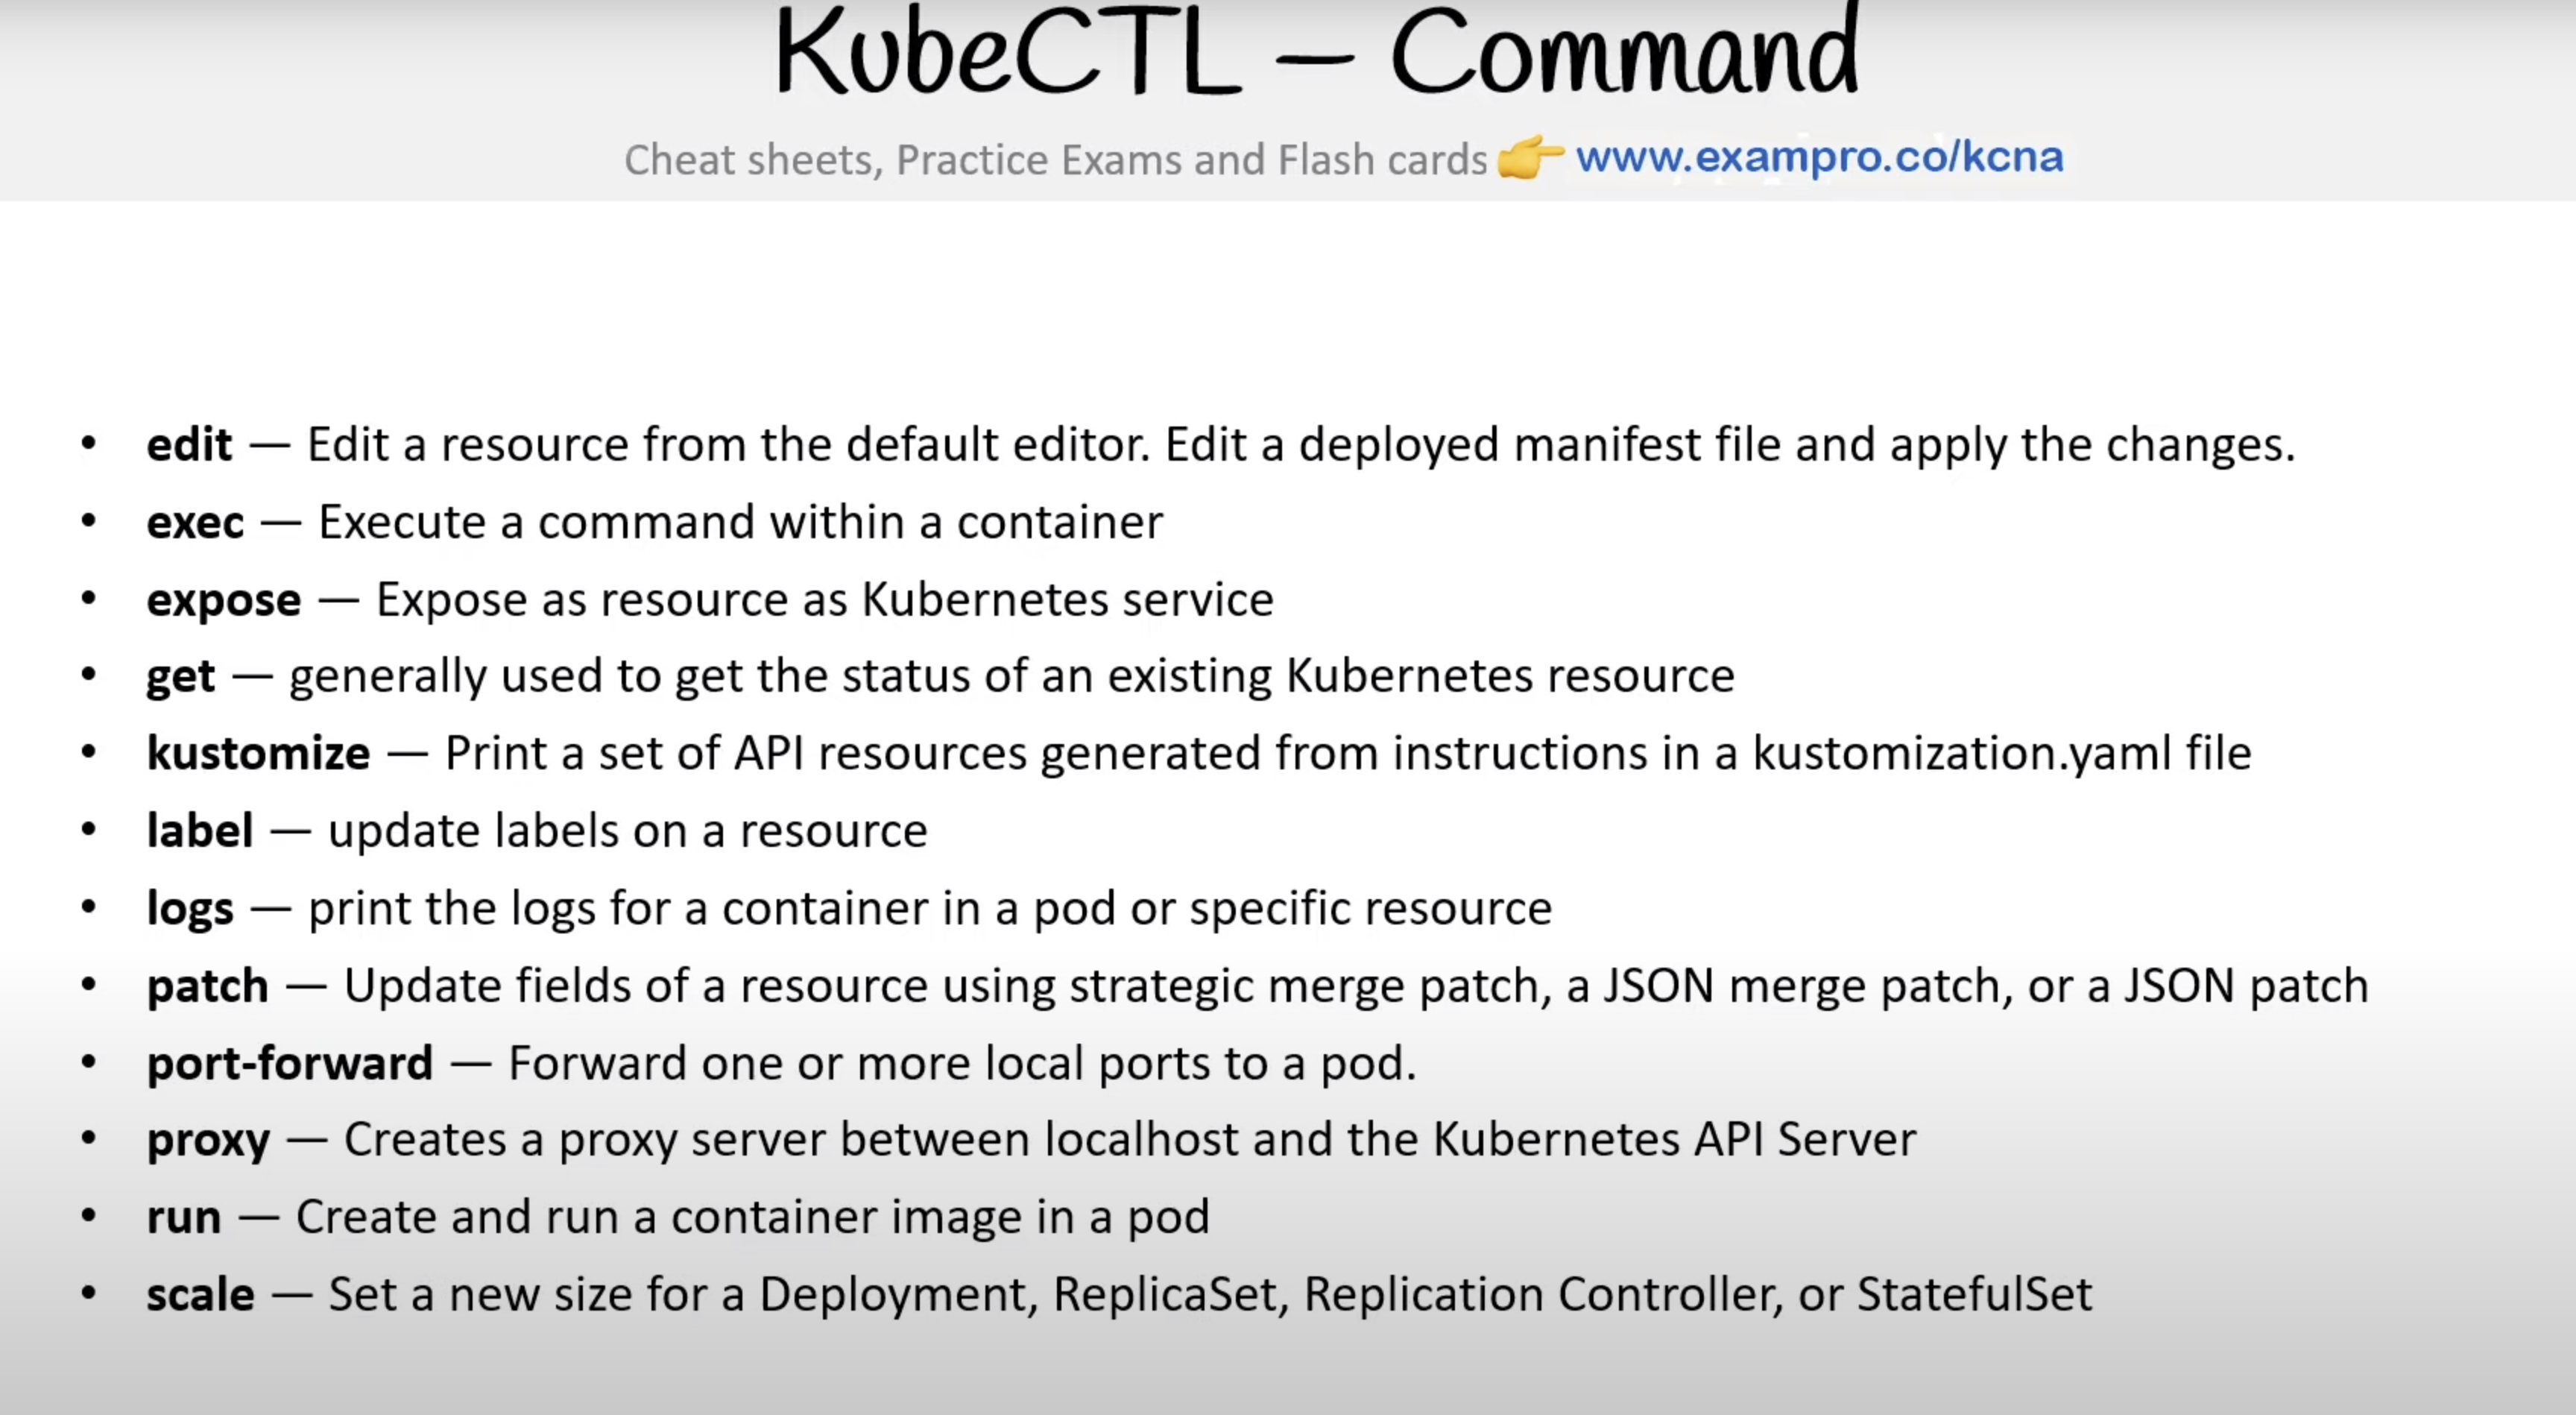 KubeCTL — Command
Cheat sheets, Practice Exams and Flash cards 👉 www.exampro.co/kcna
• edit — Edit a resource from the default editor. Edit a deployed manifest file and apply the changes.
• exec — Execute a command within a container
• expose — Expose as resource as Kubernetes service
• get — generally used to get the status of an existing Kubernetes resource
• kustomize — Print a set of API resources generated from instructions in a kustomization.yaml file
• label — update labels on a resource
• logs — print the logs for a container in a pod or specific resource
• patch — Update fields of a resource using strategic merge patch, a JSON merge patch, or a JSON patch
• port-forward — Forward one or more local ports to a pod.
• proxy — Creates a proxy server between localhost and the Kubernetes API Server
• run — Create and run a container image in a pod
• scale — Set a new size for a Deployment, ReplicaSet, Replication Controller, or StatefulSet